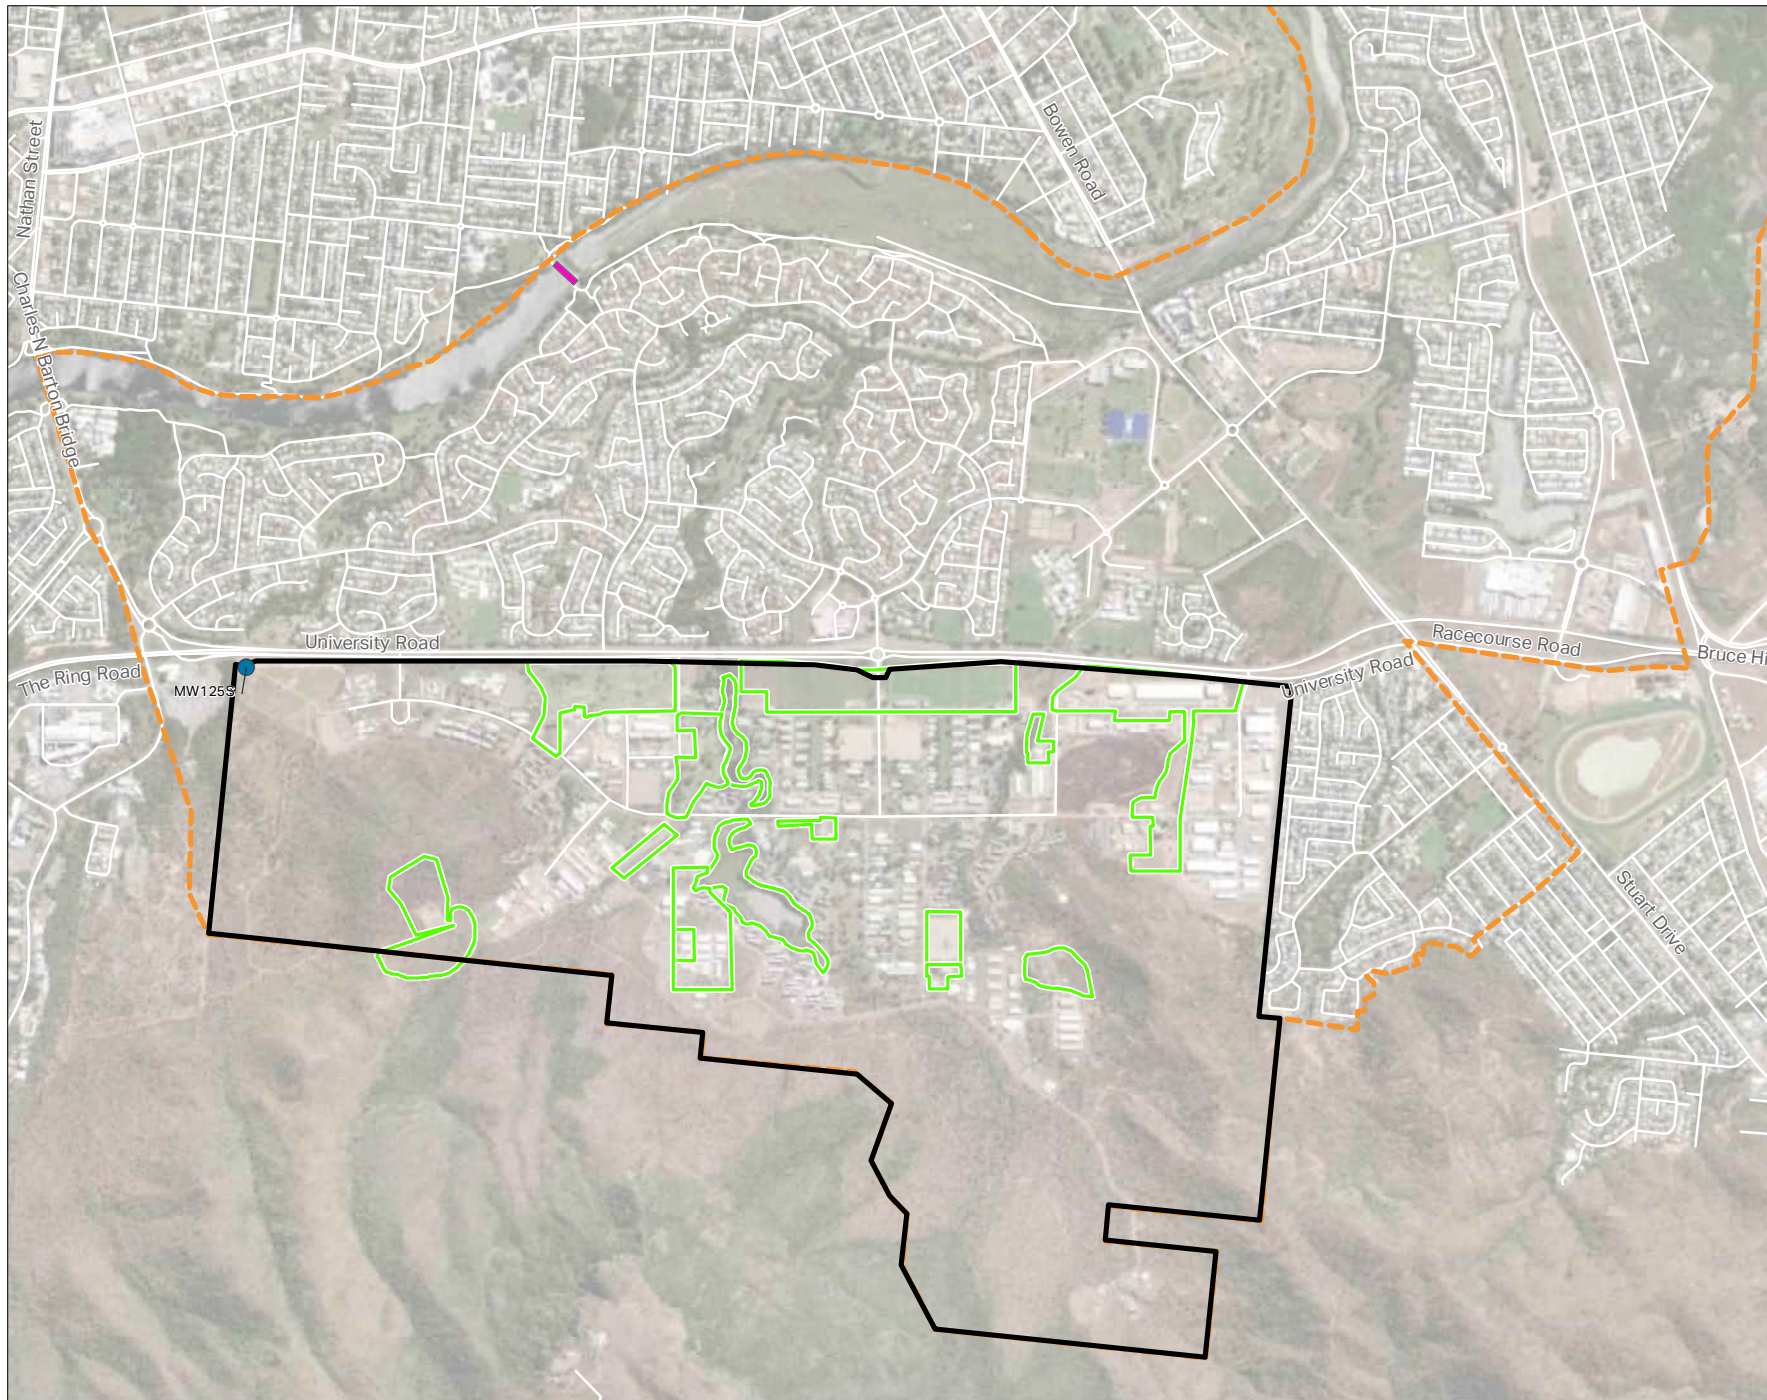 Nathan Street
Bowen Road
Charles N Barton Bridge
University Road
Racecourse Road
Bruce Hi
The Ring Road
University Road
MW125S
Stuart Drive